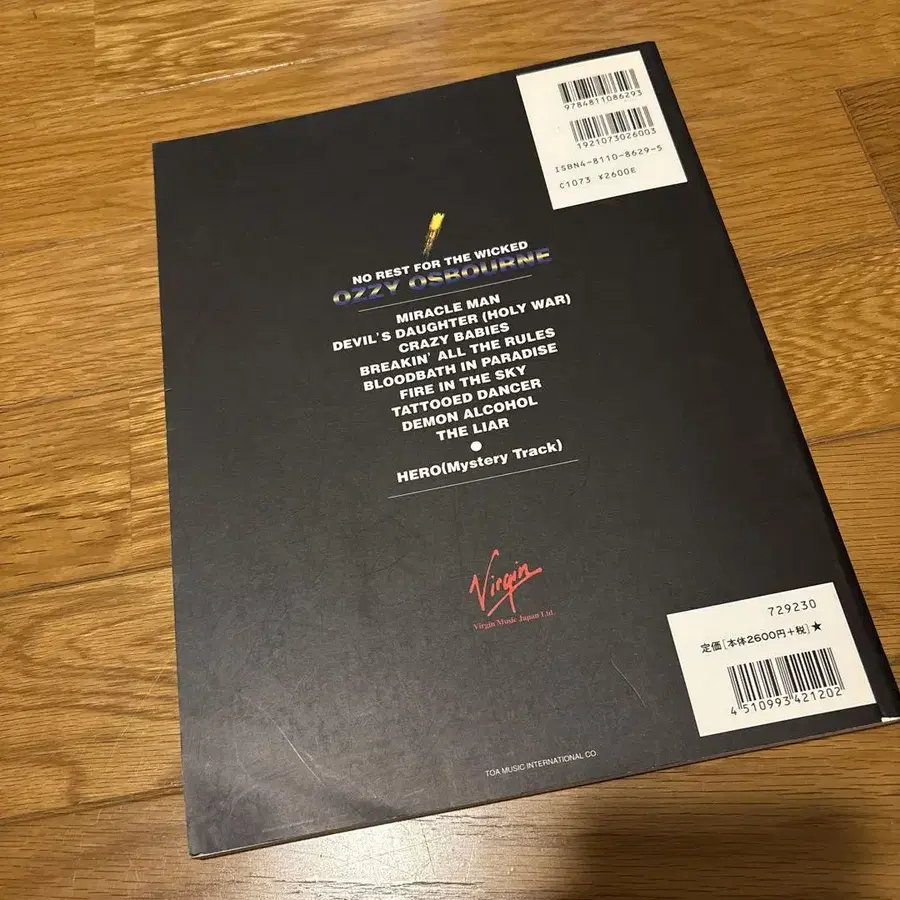 9784811086293
1921073026003
ISBN4-8110-8629-5
C1073 ¥2600E
NO REST FOR THE WICKED
OZZY OSBOURNE
MIRACLE MAN
DEVIL'S DAUGHTER (HOLY WAR)
CRAZY BABIES
BREAKIN' ALL THE RULES
BLOODBATH IN PARADISE
FIRE IN THE SKY
TATTOOED DANCER
DEMON ALCOHOL
THE LIAR
●
HERO(Mystery Track)
Virgin
Virgin Music Japan Ltd.
729230
定価[本体2600円+税]★
4510993421202
TOA MUSIC INTERNATIONAL CO.